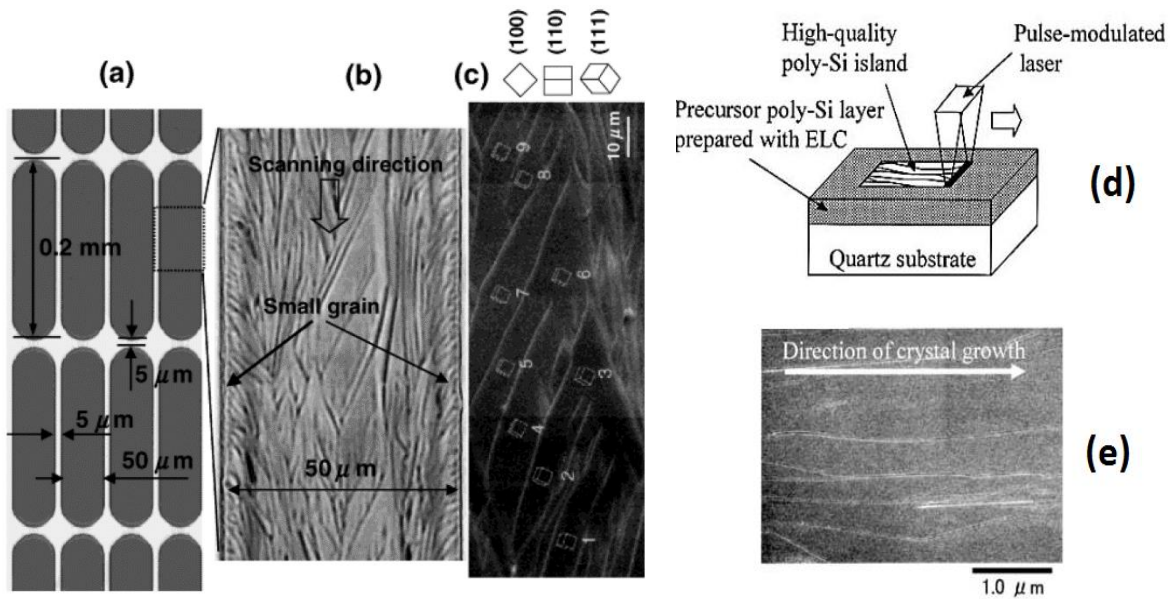 (a)
0.2 mm
5 μm
5 μm
50 μm
(b)
Scanning direction
Small grain
50 μm
(c)
(100)
(110)
(111)
10 μm
9
8
6
7
5
3
4
2
1
High-quality
poly-Si island
Pulse-modulated
laser
Precursor poly-Si layer
prepared with ELC
Quartz substrate
(d)
Direction of crystal growth
(e)
1.0 μm